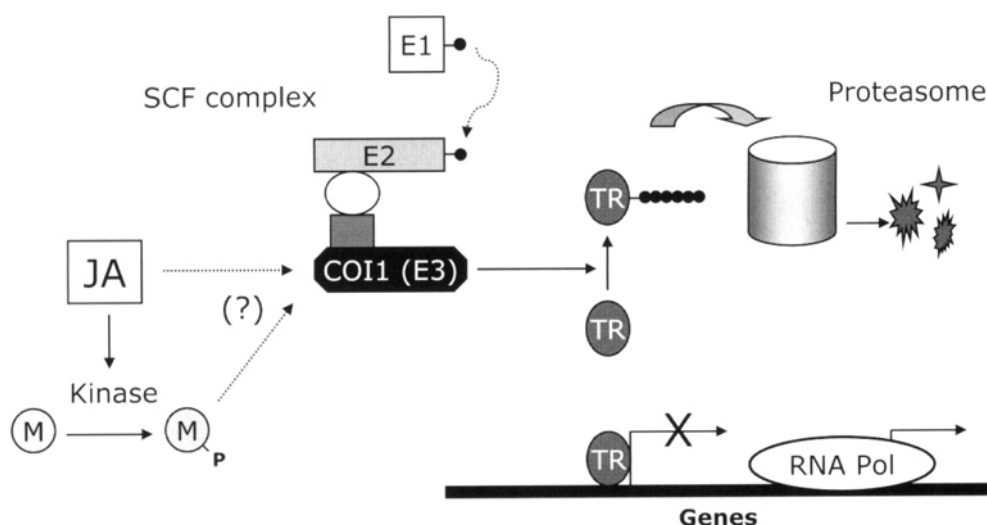 E1
SCF complex
Proteasome
E2
TR
JA
COI1 (E3)
(?)
TR
Kinase
M
M
P
TR
X
RNA Pol
Genes